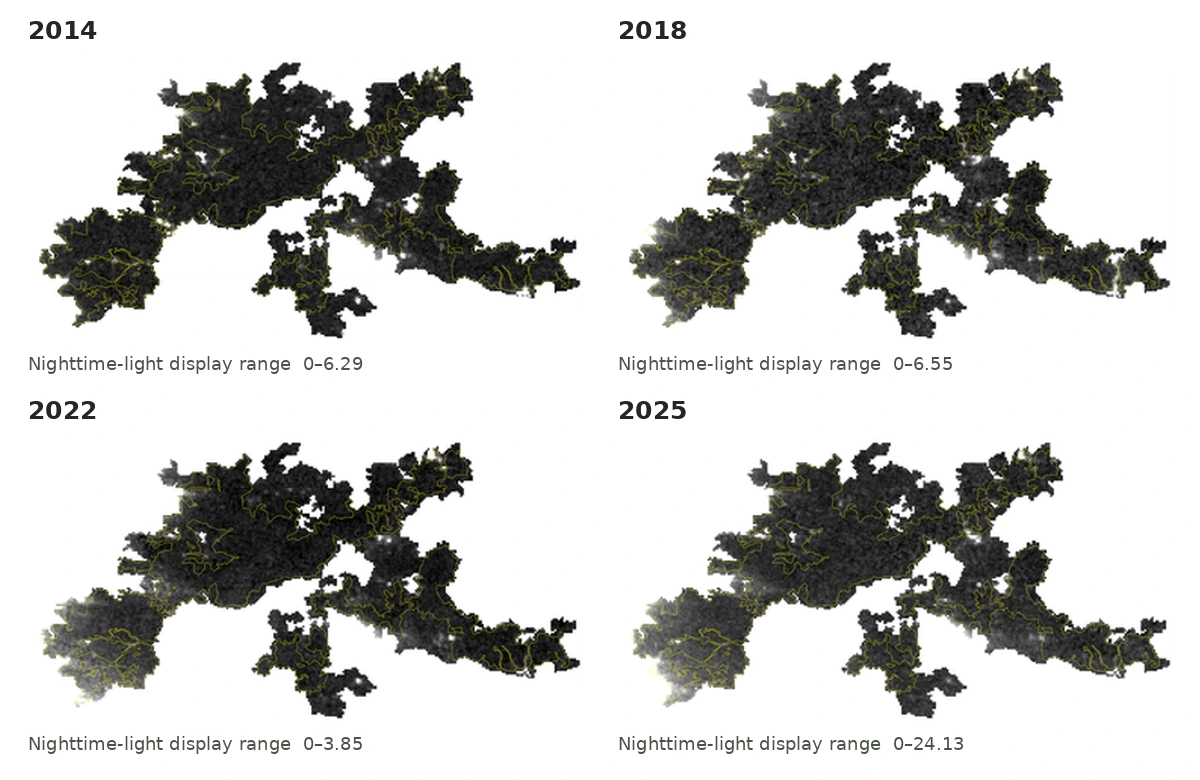 2014
2018
Nighttime-light display range 0–6.29
Nighttime-light display range 0–6.55
2022
2025
Nighttime-light display range 0–3.85
Nighttime-light display range 0–24.13